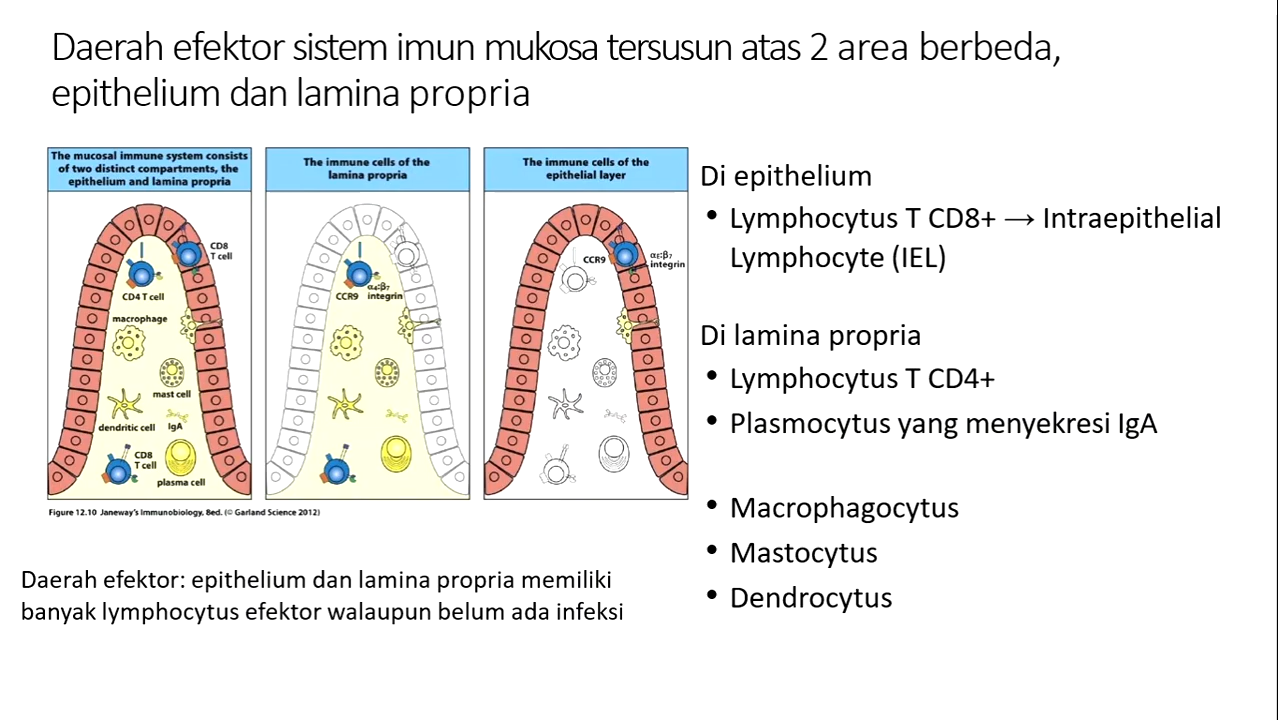 Daerah efektor sistem imun mukosa tersusun atas 2 area berbeda,
epithelium dan lamina propria
The mucosal immune system consists
of two distinct compartments, the
epithelium and lamina propria
CD8
T cell
CD4 T cell
macrophage
mast cell
dendritic cell
IgA
CD8
T cell
plasma cell
The immune cells of the
lamina propria
CCR9
α4:β7
integrin
The immune cells of the
epithelial layer
CCR9
αE:β7
integrin
Figure 12.10 Janeway's Immunobiology, 8ed. (© Garland Science 2012)
Daerah efektor: epithelium dan lamina propria memiliki
banyak lymphocytus efektor walaupun belum ada infeksi
Di epithelium
• Lymphocytus T CD8+ → Intraepithelial
Lymphocyte (IEL)
Di lamina propria
• Lymphocytus T CD4+
• Plasmocytus yang menyekresi IgA
• Macrophagocytus
• Mastocytus
• Dendrocytus